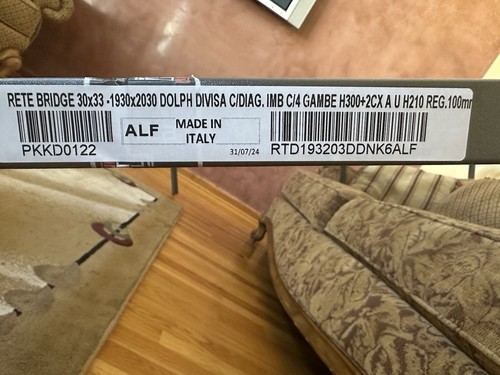 RETE BRIDGE 30x33 -1930x2030 DOLPH DIVISA C/DIAG. IMB C/4 GAMBE H300+2CX A U H210 REG.100mm
PKKD0122
ALF
MADE IN
ITALY
31/07/24
RTD193203DDNK6ALF